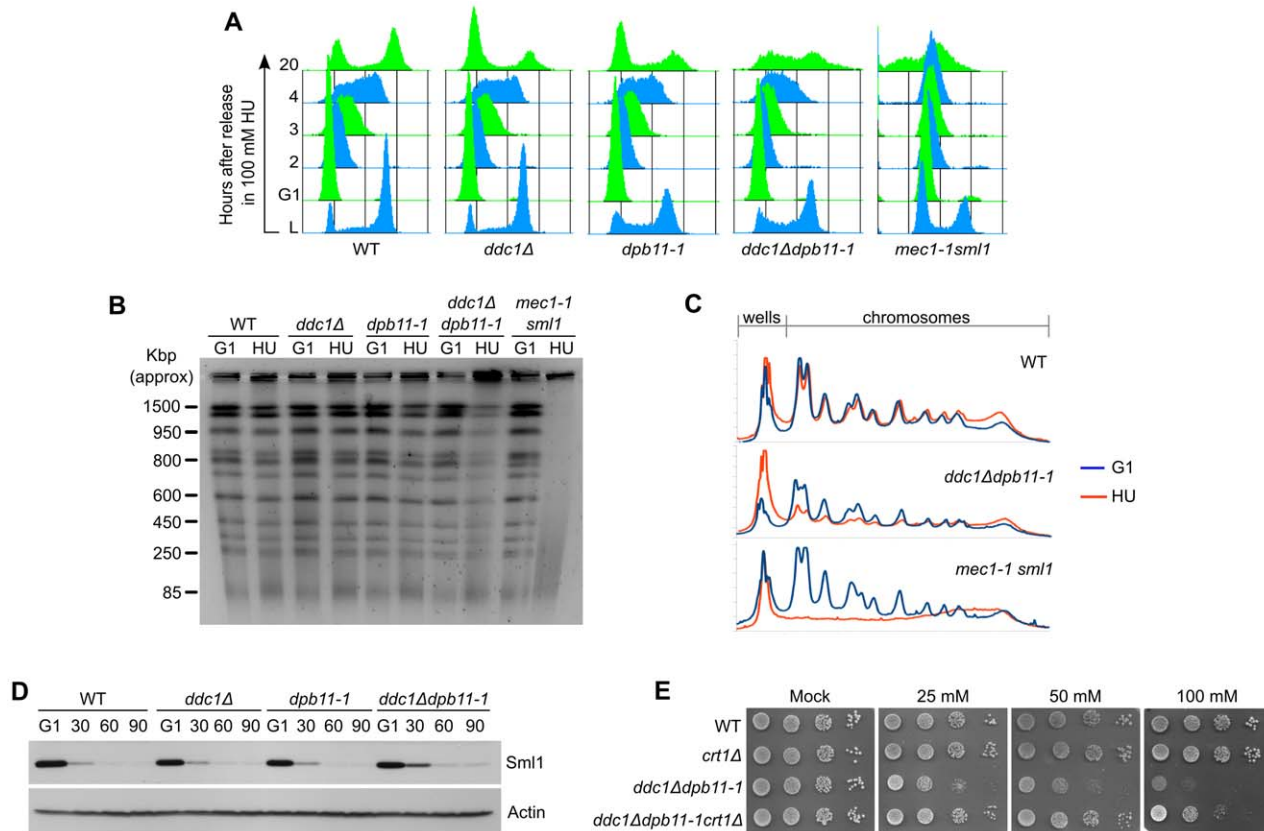 A
Hours after release
in 100 mM HU
20
4
3
2
G1
L
WT
ddc1Δ
dpb11-1
ddc1Δdpb11-1
mec1-1sml1
B
WT
ddc1Δ
dpb11-1
ddc1Δ
dpb11-1
mec1-1
sml1
Kbp
(approx)
G1 HU G1 HU G1 HU G1 HU G1 HU
1500
950
800
600
450
250
85
C
wells
chromosomes
WT
ddc1Δdpb11-1
mec1-1 sml1
G1
HU
D
WT ddc1Δ dpb11-1 ddc1Δdpb11-1
G1 30 60 90 G1 30 60 90 G1 30 60 90 G1 30 60 90
Sml1
Actin
E
Mock 25 mM 50 mM 100 mM
WT
crt1Δ
ddc1Δdpb11-1
ddc1Δdpb11-1crt1Δ